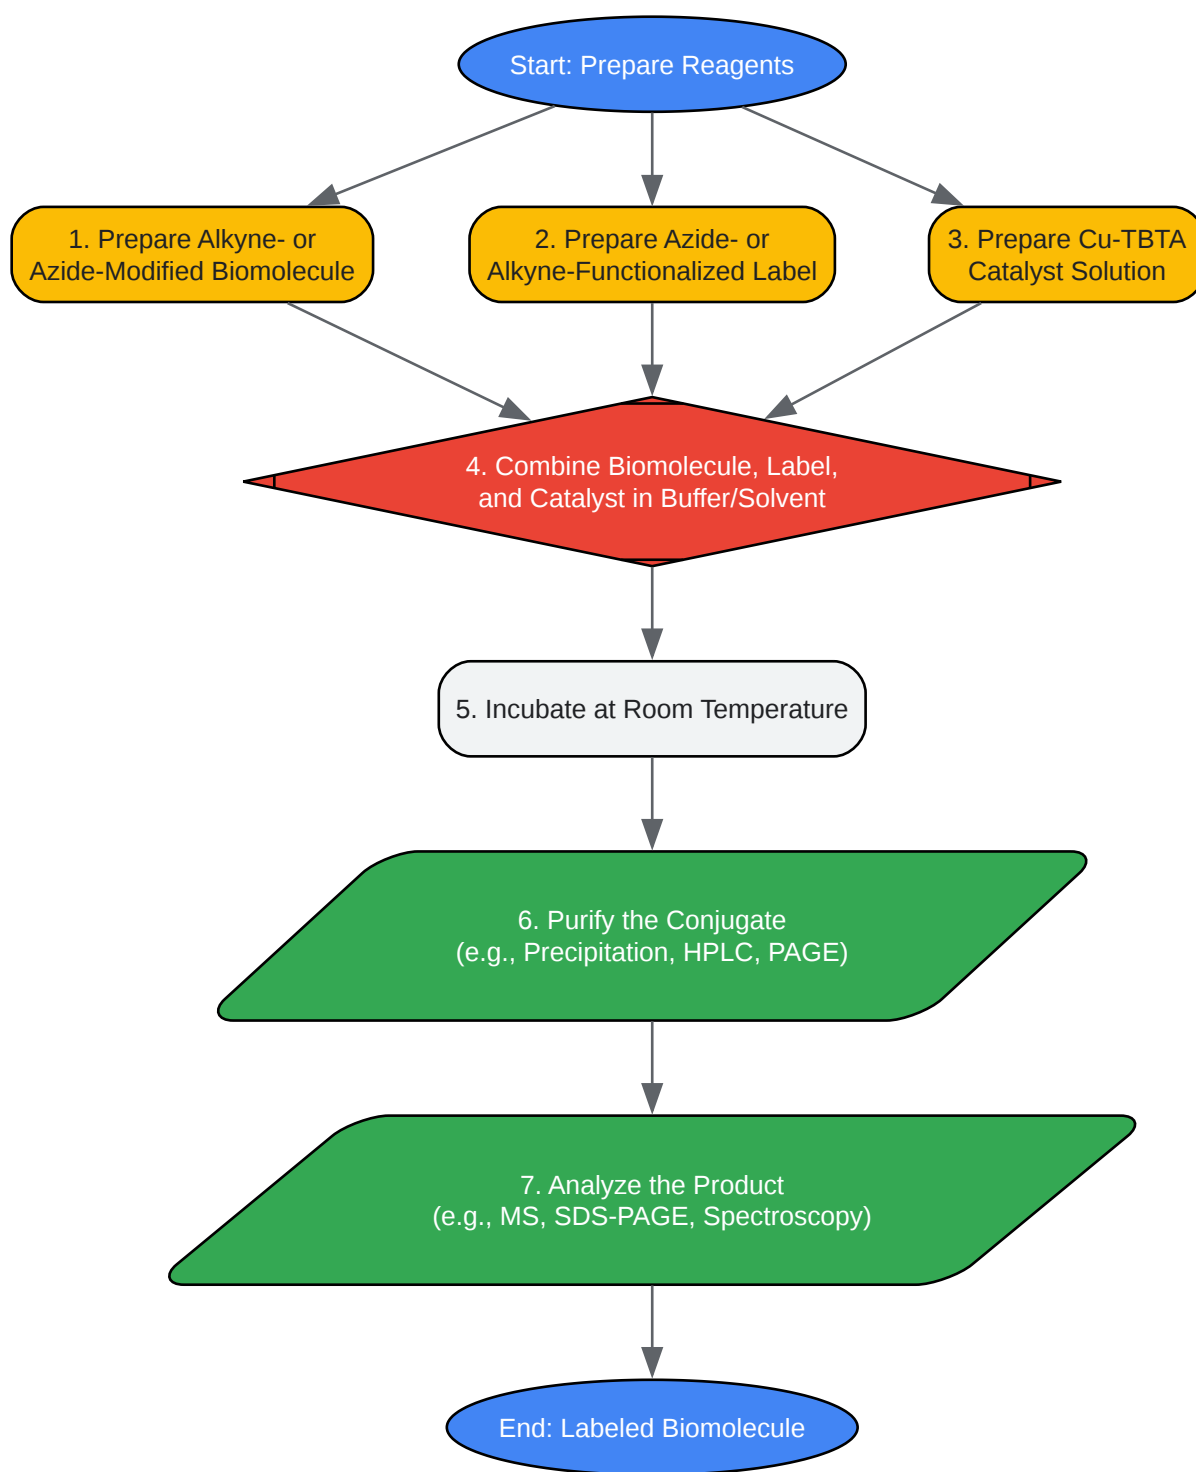 Start: Prepare Reagents
1. Prepare Alkyne- or
Azide-Modified Biomolecule
2. Prepare Azide- or
Alkyne-Functionalized Label
3. Prepare Cu-TBTA
Catalyst Solution
4. Combine Biomolecule, Label,
and Catalyst in Buffer/Solvent
5. Incubate at Room Temperature
6. Purify the Conjugate
(e.g., Precipitation, HPLC, PAGE)
7. Analyze the Product
(e.g., MS, SDS-PAGE, Spectroscopy)
End: Labeled Biomolecule